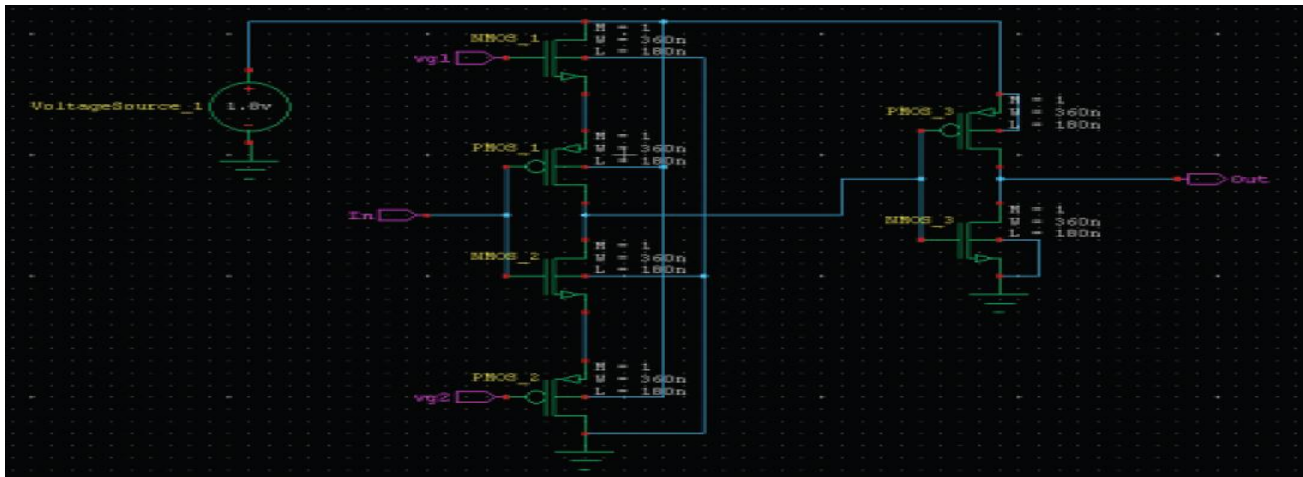 NMOS_1
M = 1
W = 360n
L = 180n
vg1
VoltageSource_1
1.8v
PMOS_1
M = 1
W = 360n
L = 180n
In
NMOS_2
M = 1
W = 360n
L = 180n
PMOS_2
M = 1
W = 360n
L = 180n
vg2
PMOS_3
M = 1
W = 360n
L = 180n
Out
NMOS_3
M = 1
W = 360n
L = 180n